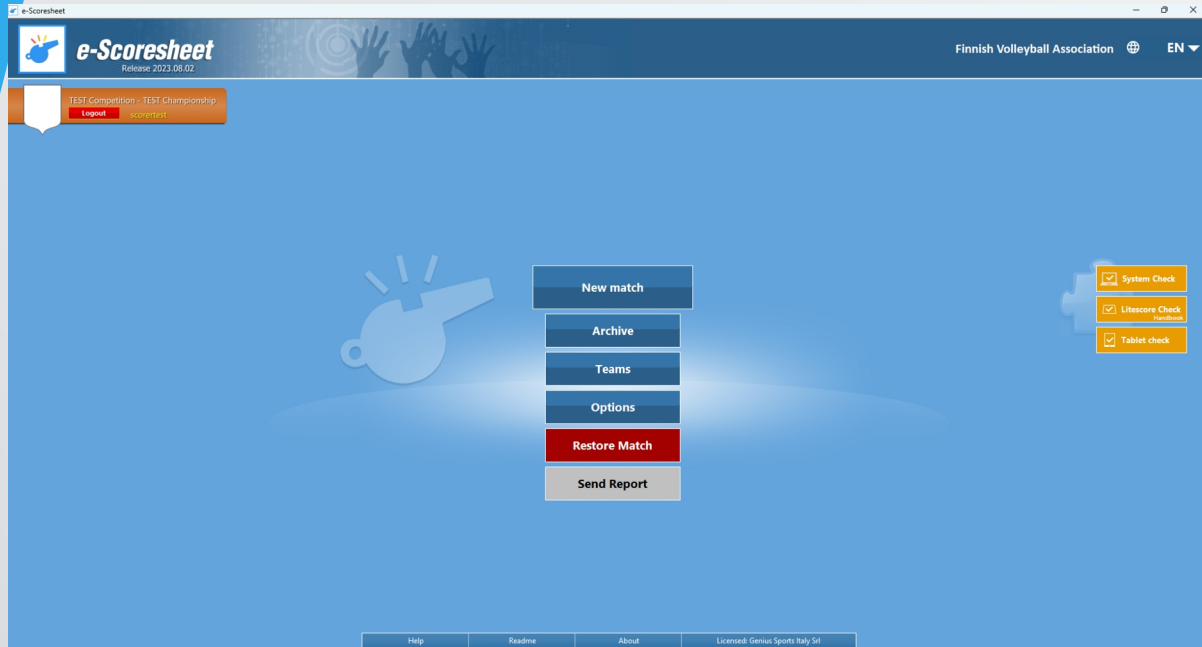 e-Scoresheet
e-Scoresheet
Release 2023.08.02
Finnish Volleyball Association
EN
TEST Competition - TEST Championship
Logout
scorertest
New match
Archive
Teams
Options
Restore Match
Send Report
System Check
Litescore Check
Handbook
Tablet check
Help
Readme
About
Licensed: Genius Sports Italy Srl